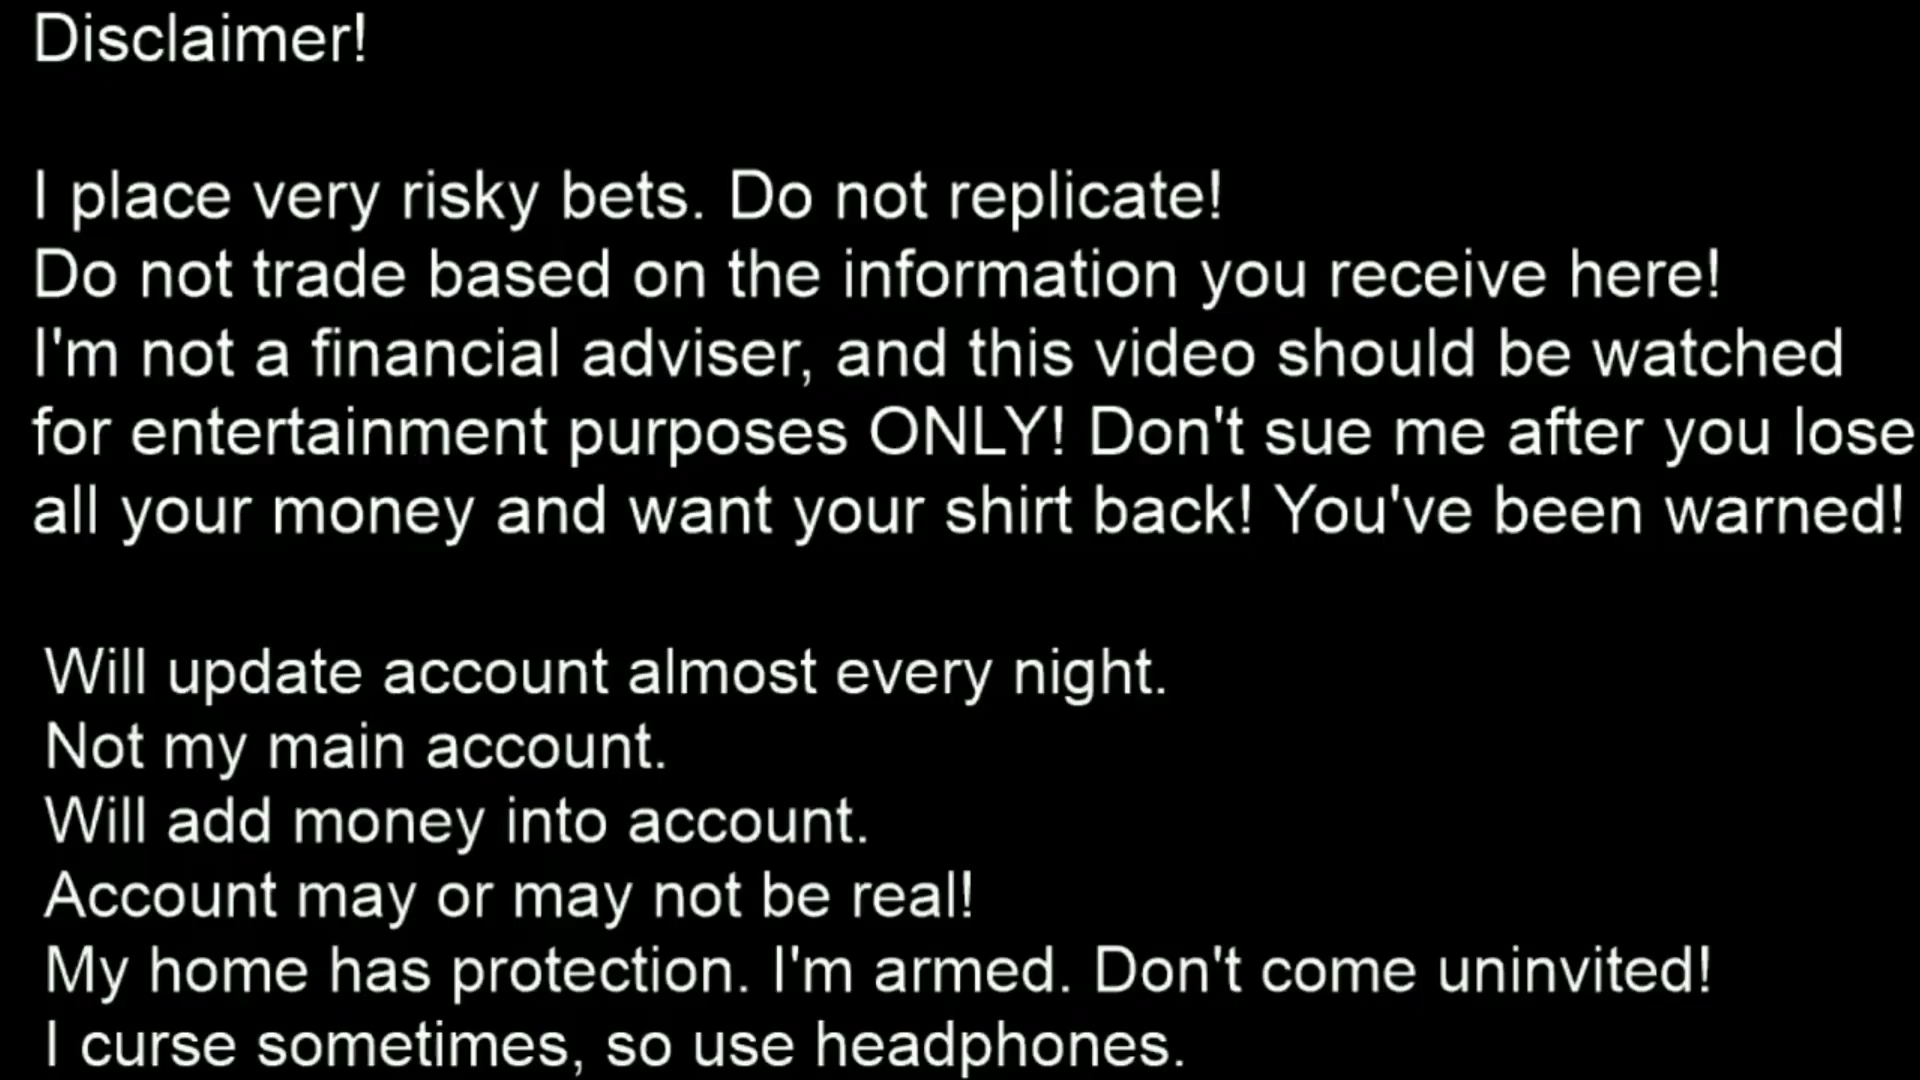 Disclaimer!
I place very risky bets. Do not replicate!
Do not trade based on the information you receive here!
I'm not a financial adviser, and this video should be watched
for entertainment purposes ONLY! Don't sue me after you lose
all your money and want your shirt back! You've been warned!
Will update account almost every night.
Not my main account.
Will add money into account.
Account may or may not be real!
My home has protection. I'm armed. Don't come uninvited!
I curse sometimes, so use headphones.